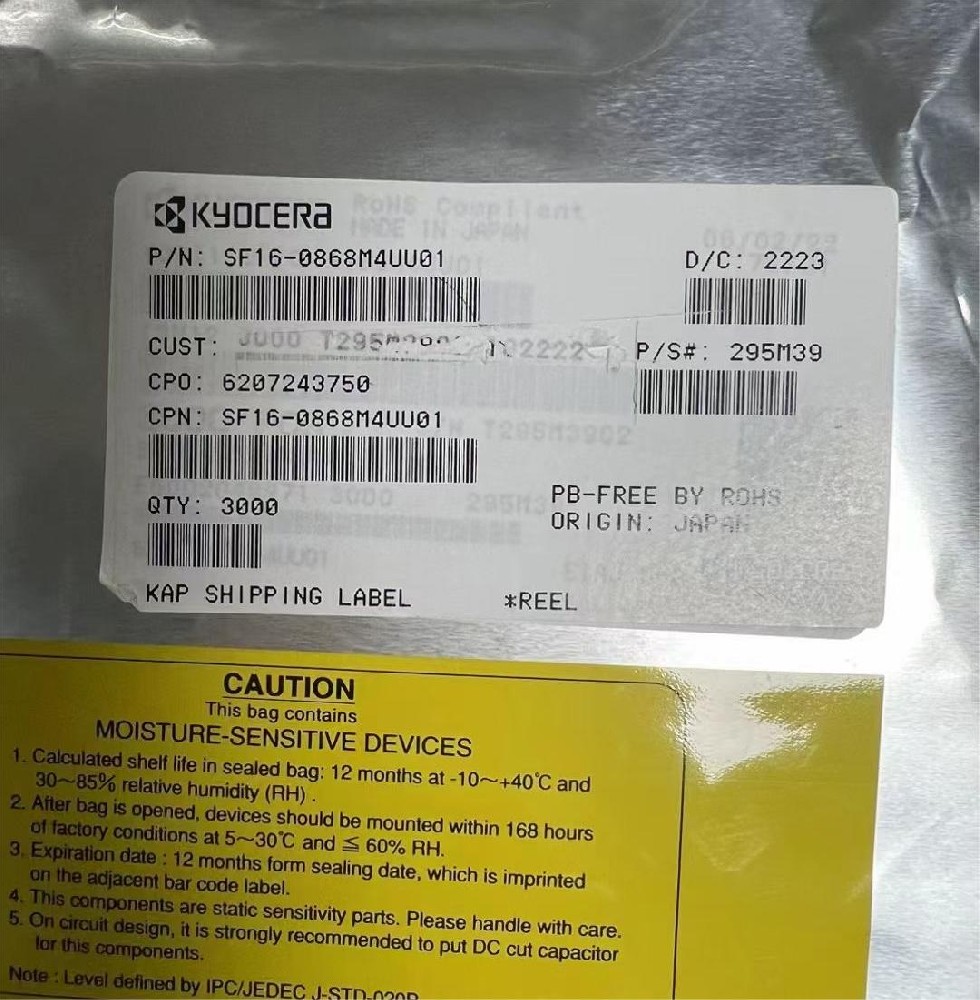 KYOCERA
RoHS Compliant
MADE IN JAPAN
P/N: SF16-0868M4UU01
D/C: 2223
CUST:
P/S#: 295M39
CPO: 6207243750
CPN: SF16-0868M4UU01
T295M3902
QTY: 3000
PB-FREE BY ROHS
ORIGIN: JAPAN
KAP SHIPPING LABEL
*REEL
CAUTION
This bag contains
MOISTURE-SENSITIVE DEVICES
1. Calculated shelf life in sealed bag: 12 months at -10~+40℃ and
30~85% relative humidity (RH) .
2. After bag is opened, devices should be mounted within 168 hours
of factory conditions at 5~30℃ and ≦ 60% RH.
3. Expiration date : 12 months form sealing date, which is imprinted
on the adjacent bar code label.
4. This components are static sensitivity parts. Please handle with care.
5. On circuit design, it is strongly recommended to put DC cut capacitor
for this components.
Note : Level defined by IPC/JEDEC J-STD-020D